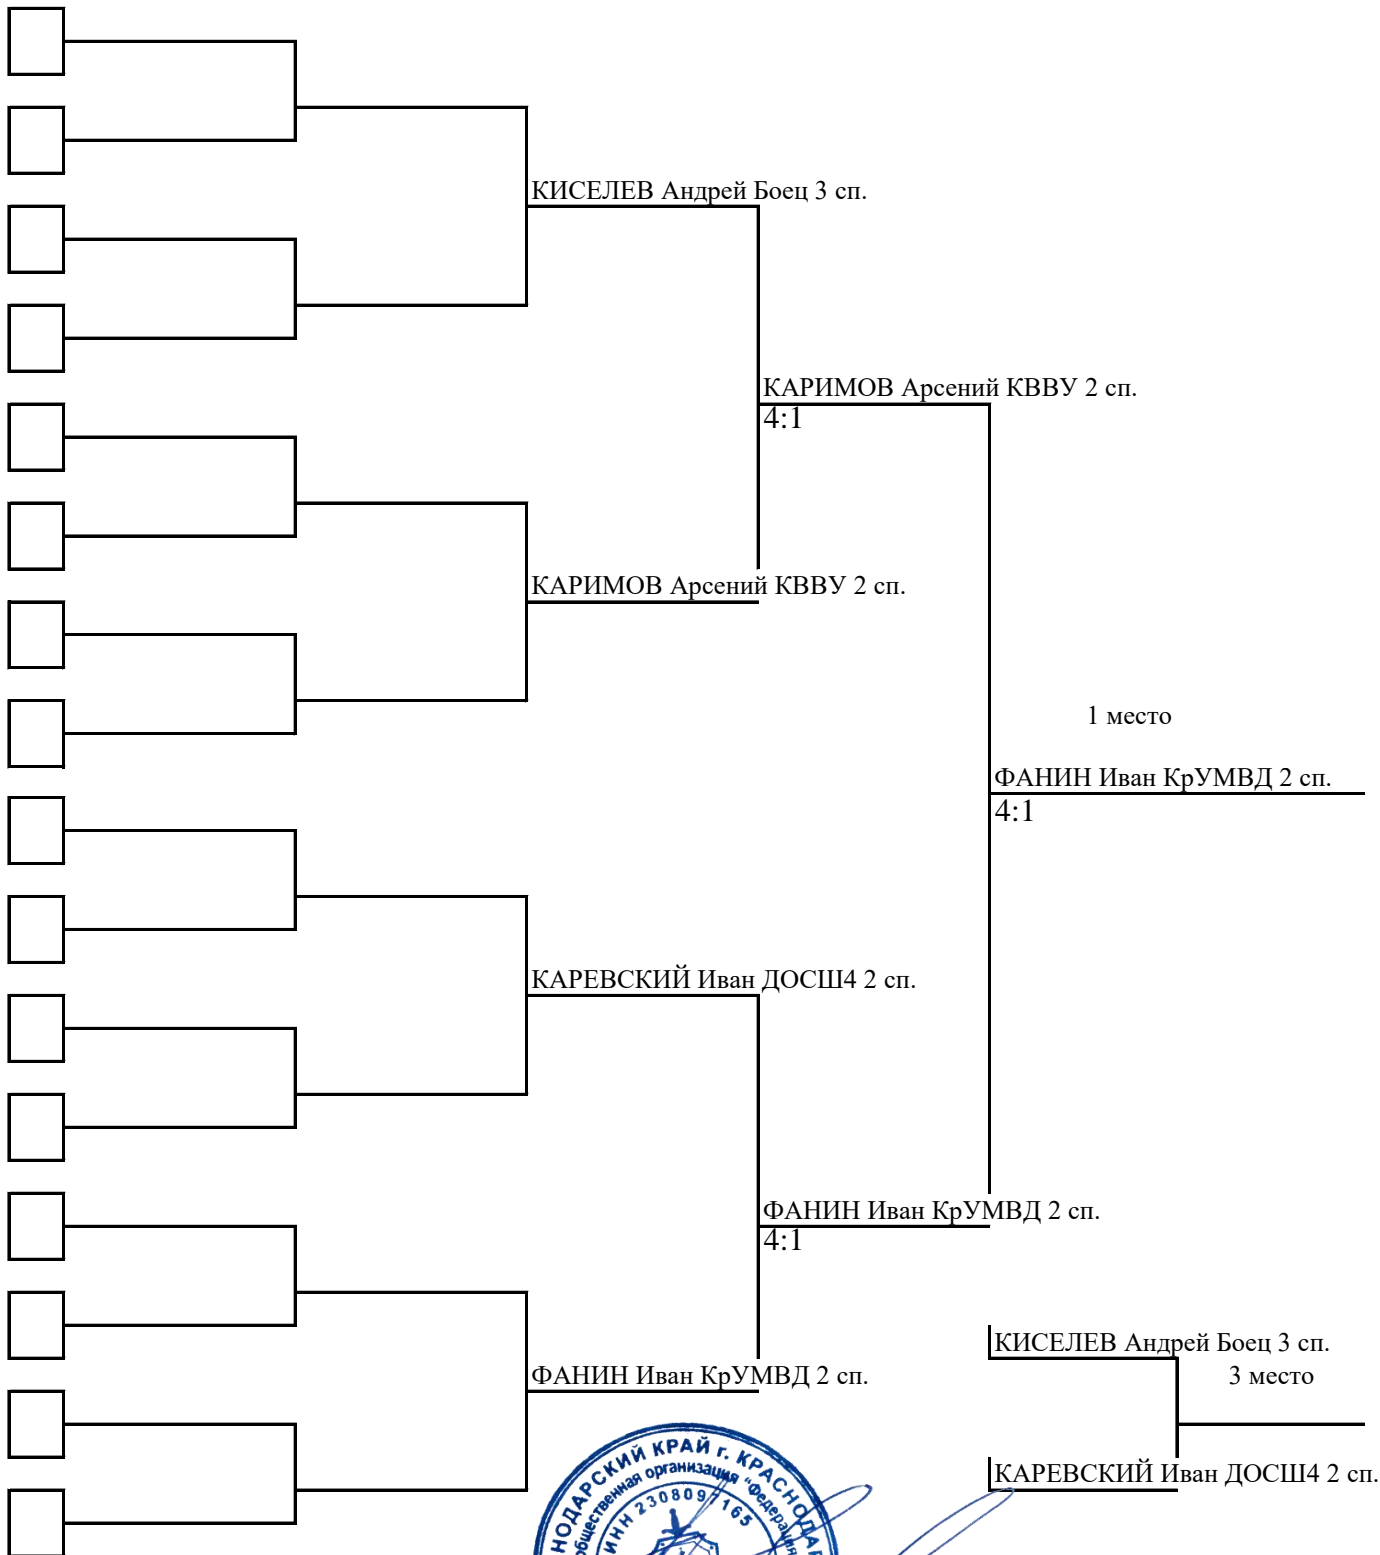 КИСЕЛЕВ Андрей Боец 3 сп.
КАРИМОВ Арсений КВВУ 2 сп.
4:1
КАРИМОВ Арсений КВВУ 2 сп.
1 место
ФАНИН Иван КрУМВД 2 сп.
4:1
КАРЕВСКИЙ Иван ДОСШ4 2 сп.
ФАНИН Иван КрУМВД 2 сп.
4:1
КИСЕЛЕВ Андрей Боец 3 сп.
ФАНИН Иван КрУМВД 2 сп.
3 место
КАРЕВСКИЙ Иван ДОСШ4 2 сп.
КРАЙ г.
организация "Федерация
ИНН 2308097165